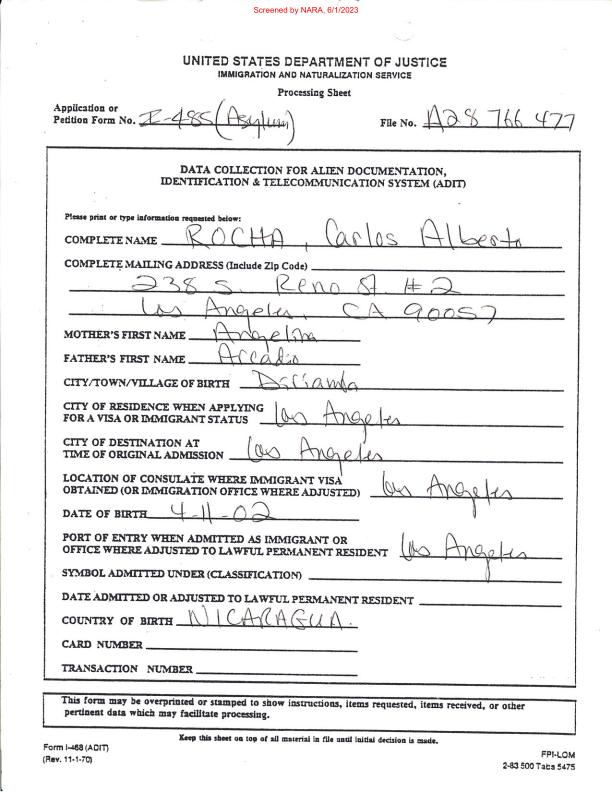 Screened by NARA, 6/1/2023
UNITED STATES DEPARTMENT OF JUSTICE
IMMIGRATION AND NATURALIZATION SERVICE
Processing Sheet
Application or
Petition Form No. I-485 (Asylum)
File No. A28 766 477
DATA COLLECTION FOR ALIEN DOCUMENTATION,
IDENTIFICATION & TELECOMMUNICATION SYSTEM (ADIT)
Please print or type information requested below:
COMPLETE NAME ROCHA, Carlos Alberto
COMPLETE MAILING ADDRESS (Include Zip Code)
238 S. Reno St #2
Los Angeles, CA 90057
MOTHER'S FIRST NAME Angelina
FATHER'S FIRST NAME Arcadio
CITY/TOWN/VILLAGE OF BIRTH Diriamba
CITY OF RESIDENCE WHEN APPLYING
FOR A VISA OR IMMIGRANT STATUS Los Angeles
CITY OF DESTINATION AT
TIME OF ORIGINAL ADMISSION Los Angeles
LOCATION OF CONSULATE WHERE IMMIGRANT VISA
OBTAINED (OR IMMIGRATION OFFICE WHERE ADJUSTED) Los Angeles
DATE OF BIRTH 4-11-02
PORT OF ENTRY WHEN ADMITTED AS IMMIGRANT OR
OFFICE WHERE ADJUSTED TO LAWFUL PERMANENT RESIDENT Los Angeles
SYMBOL ADMITTED UNDER (CLASSIFICATION)
DATE ADMITTED OR ADJUSTED TO LAWFUL PERMANENT RESIDENT
COUNTRY OF BIRTH NICARAGUA.
CARD NUMBER
TRANSACTION NUMBER
This form may be overprinted or stamped to show instructions, items requested, items received, or other
pertinent data which may facilitate processing.
Keep this sheet on top of all material in file until initial decision is made.
Form I-468 (ADIT)
(Rev. 11-1-70)
FPI-LOM
2-83 500 Tabs 5475